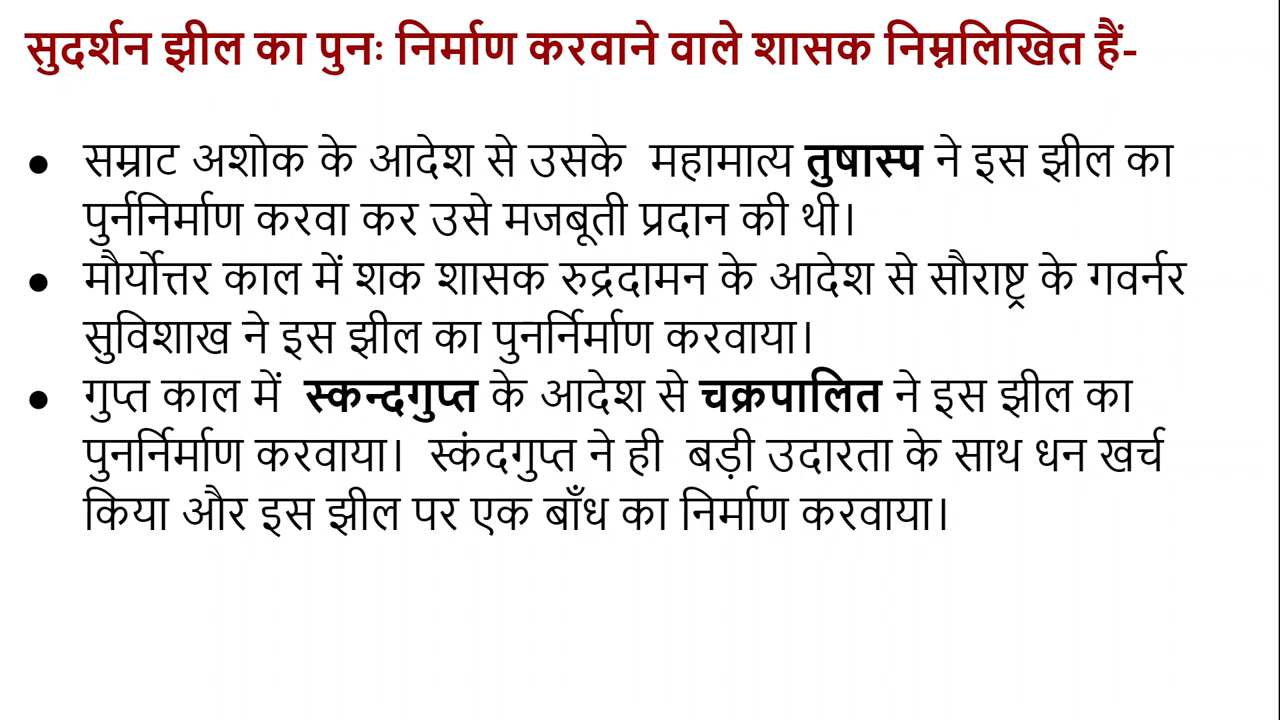 सुदर्शन झील का पुनः निर्माण करवाने वाले शासक निम्नलिखित हैं-
● सम्राट अशोक के आदेश से उसके महामात्य तुषास्प ने इस झील का
पुर्ननिर्माण करवा कर उसे मजबूती प्रदान की थी।
● मौर्योत्तर काल में शक शासक रुद्रदामन के आदेश से सौराष्ट्र के गवर्नर
सुविशाख ने इस झील का पुनर्निर्माण करवाया।
● गुप्त काल में स्कन्दगुप्त के आदेश से चक्रपालित ने इस झील का
पुनर्निर्माण करवाया। स्कंदगुप्त ने ही बड़ी उदारता के साथ धन खर्च
किया और इस झील पर एक बाँध का निर्माण करवाया।